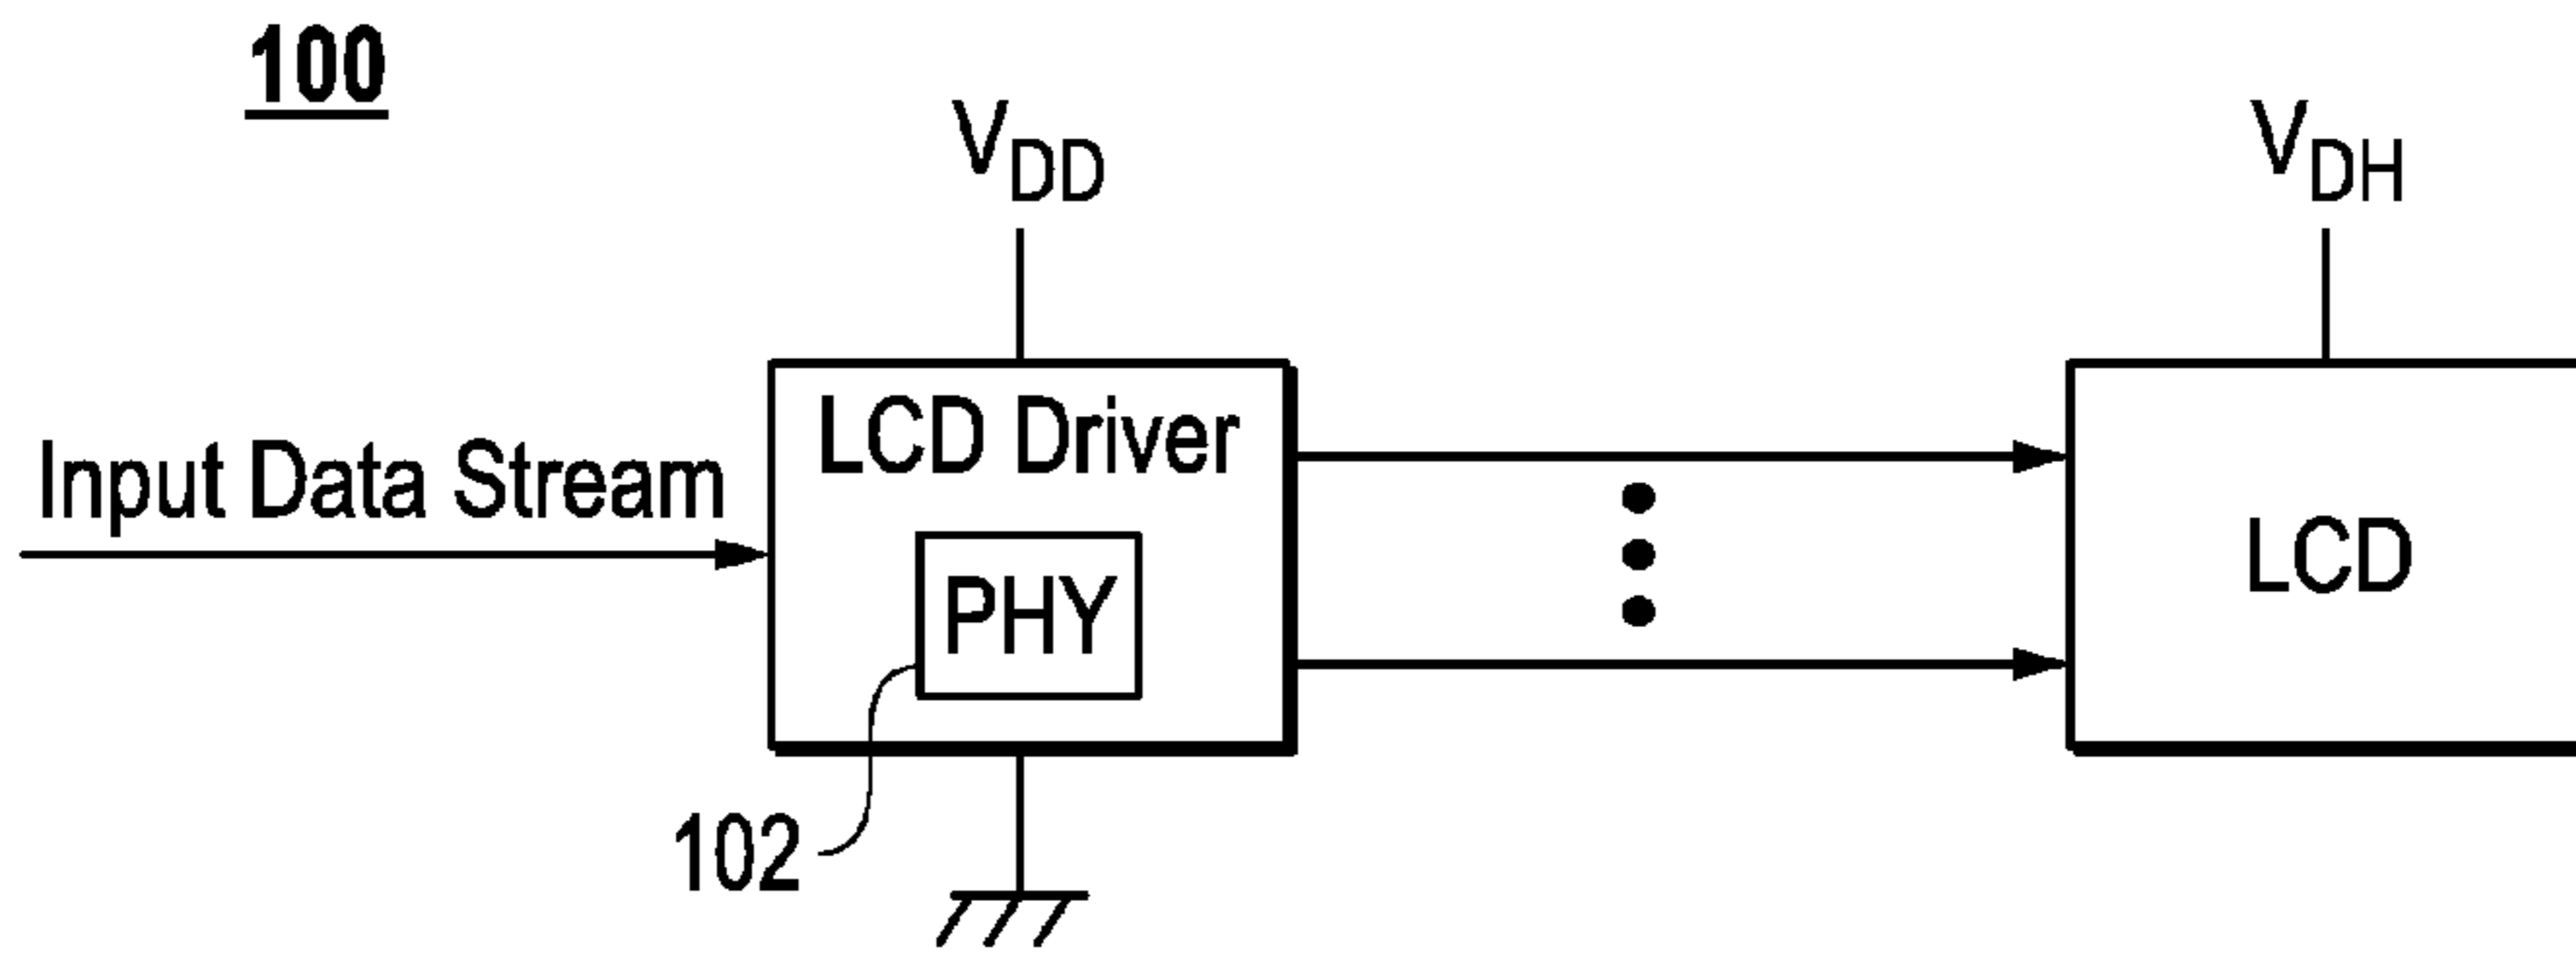 100
VDD
VDH
Input Data Stream
LCD Driver
PHY
LCD
102